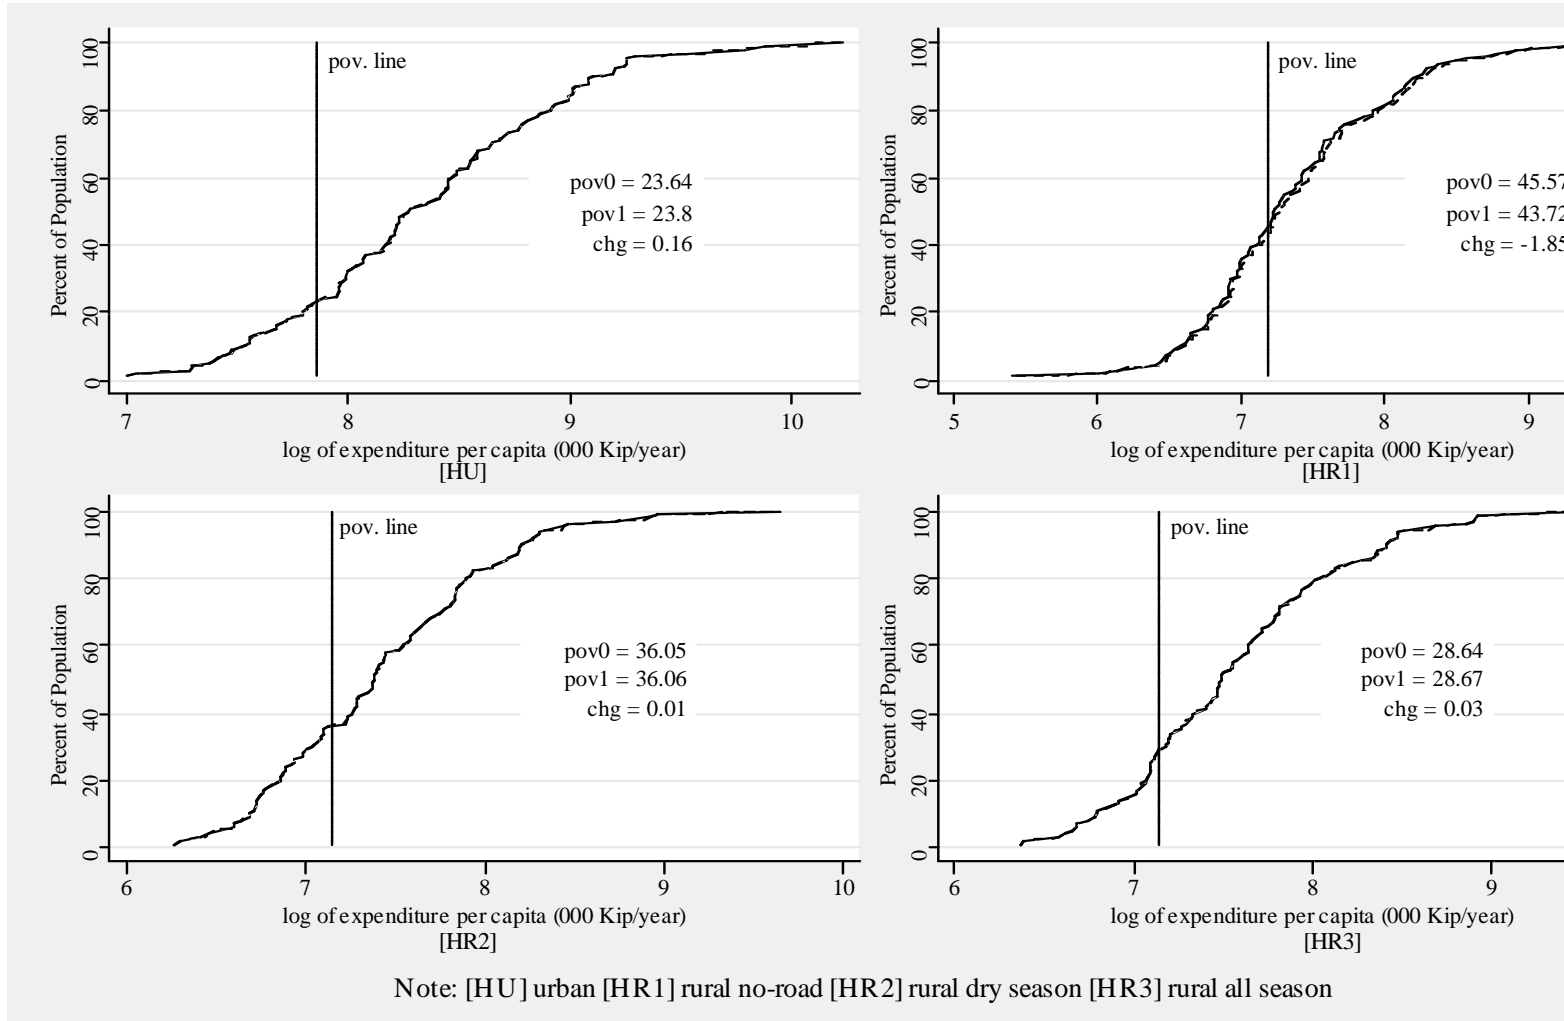 100
80
60
40
20
0
Percent of Population
pov. line
pov0 = 23.64
pov1 = 23.8
chg = 0.16
7 8 9 10
log of expenditure per capita (000 Kip/year)
[HU]
100
80
60
40
20
0
Percent of Population
pov. line
pov0 = 45.57
pov1 = 43.72
chg = -1.85
5 6 7 8 9
log of expenditure per capita (000 Kip/year)
[HR1]
100
80
60
40
20
0
Percent of Population
pov. line
pov0 = 36.05
pov1 = 36.06
chg = 0.01
6 7 8 9 10
log of expenditure per capita (000 Kip/year)
[HR2]
100
80
60
40
20
0
Percent of Population
pov. line
pov0 = 28.64
pov1 = 28.67
chg = 0.03
6 7 8 9
log of expenditure per capita (000 Kip/year)
[HR3]
Note: [HU] urban [HR1] rural no-road [HR2] rural dry season [HR3] rural all season